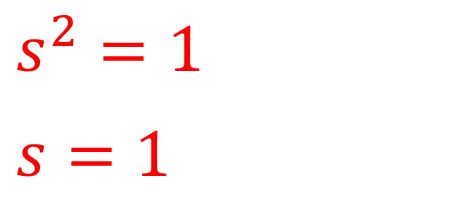 s² = 1
s = 1